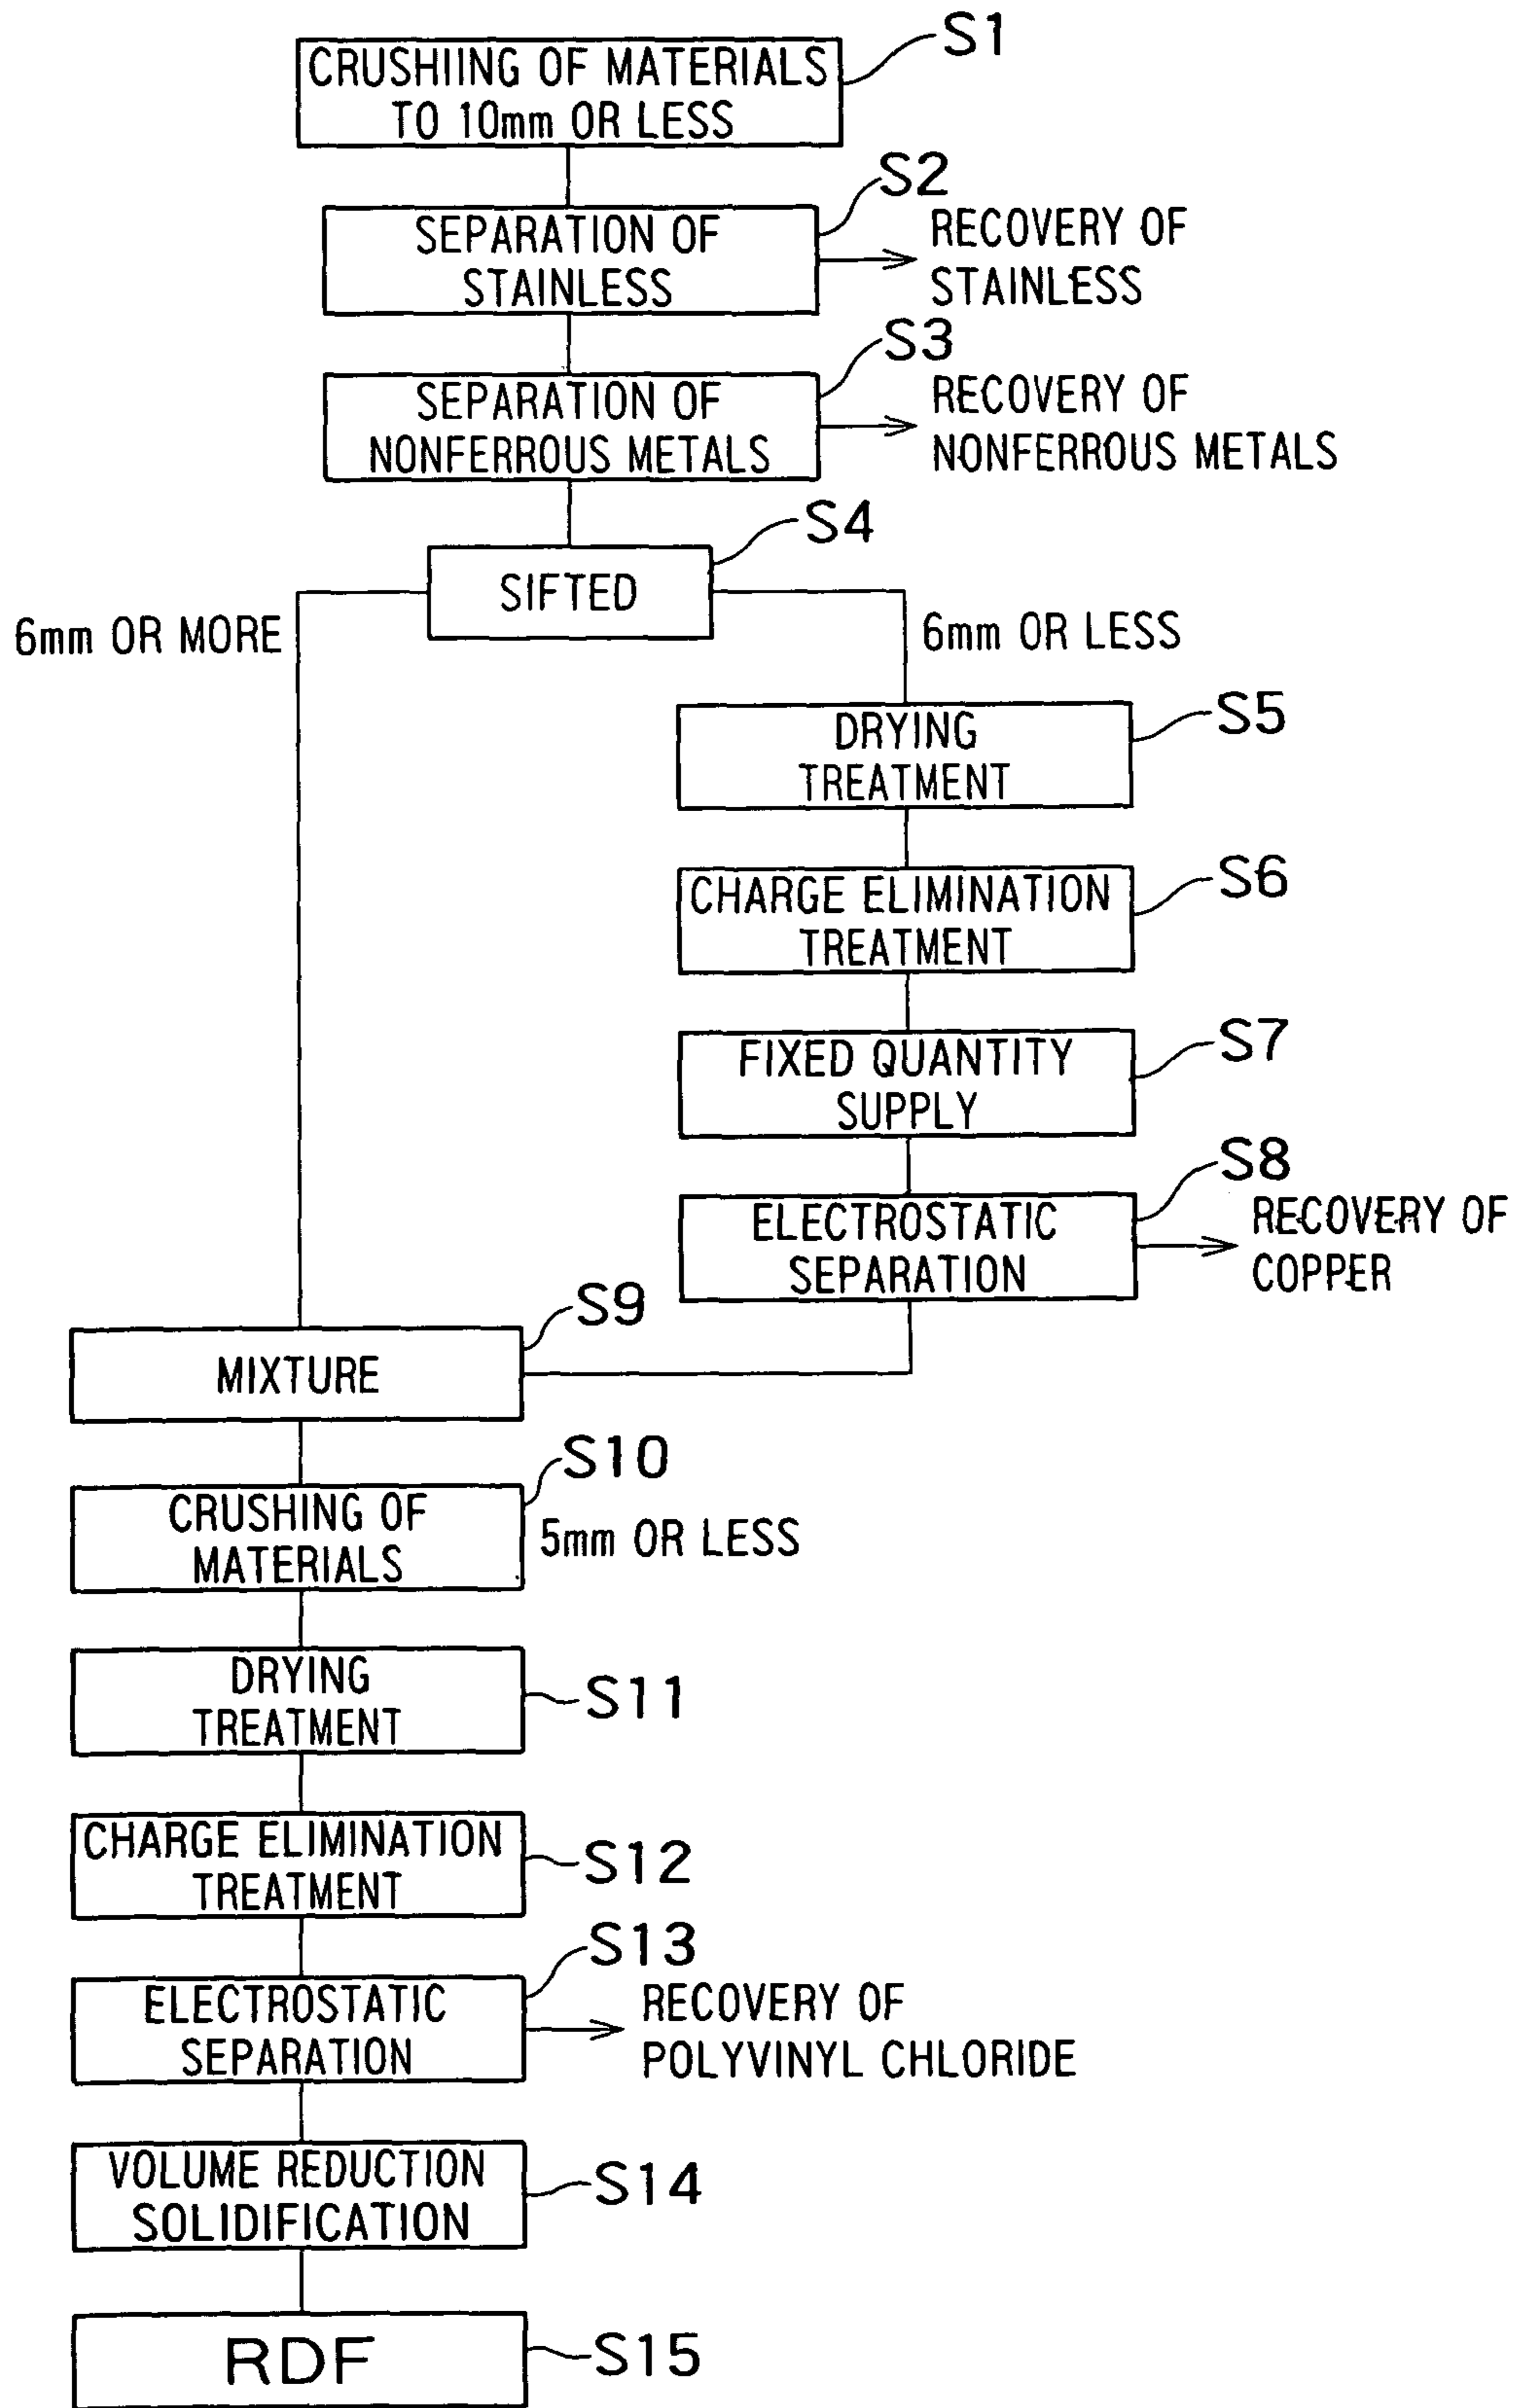 S1
CRUSHIING OF MATERIALS
TO 10mm OR LESS
S2
SEPARATION OF
STAINLESS
RECOVERY OF
STAINLESS
S3
SEPARATION OF
NONFERROUS METALS
RECOVERY OF
NONFERROUS METALS
S4
SIFTED
6mm OR MORE
6mm OR LESS
S5
DRYING
TREATMENT
S6
CHARGE ELIMINATION
TREATMENT
S7
FIXED QUANTITY
SUPPLY
S8
ELECTROSTATIC
SEPARATION
RECOVERY OF
COPPER
S9
MIXTURE
S10
CRUSHING OF
MATERIALS
5mm OR LESS
DRYING
TREATMENT
S11
CHARGE ELIMINATION
TREATMENT
S12
S13
ELECTROSTATIC
SEPARATION
RECOVERY OF
POLYVINYL CHLORIDE
VOLUME REDUCTION
SOLIDIFICATION
S14
RDF
S15